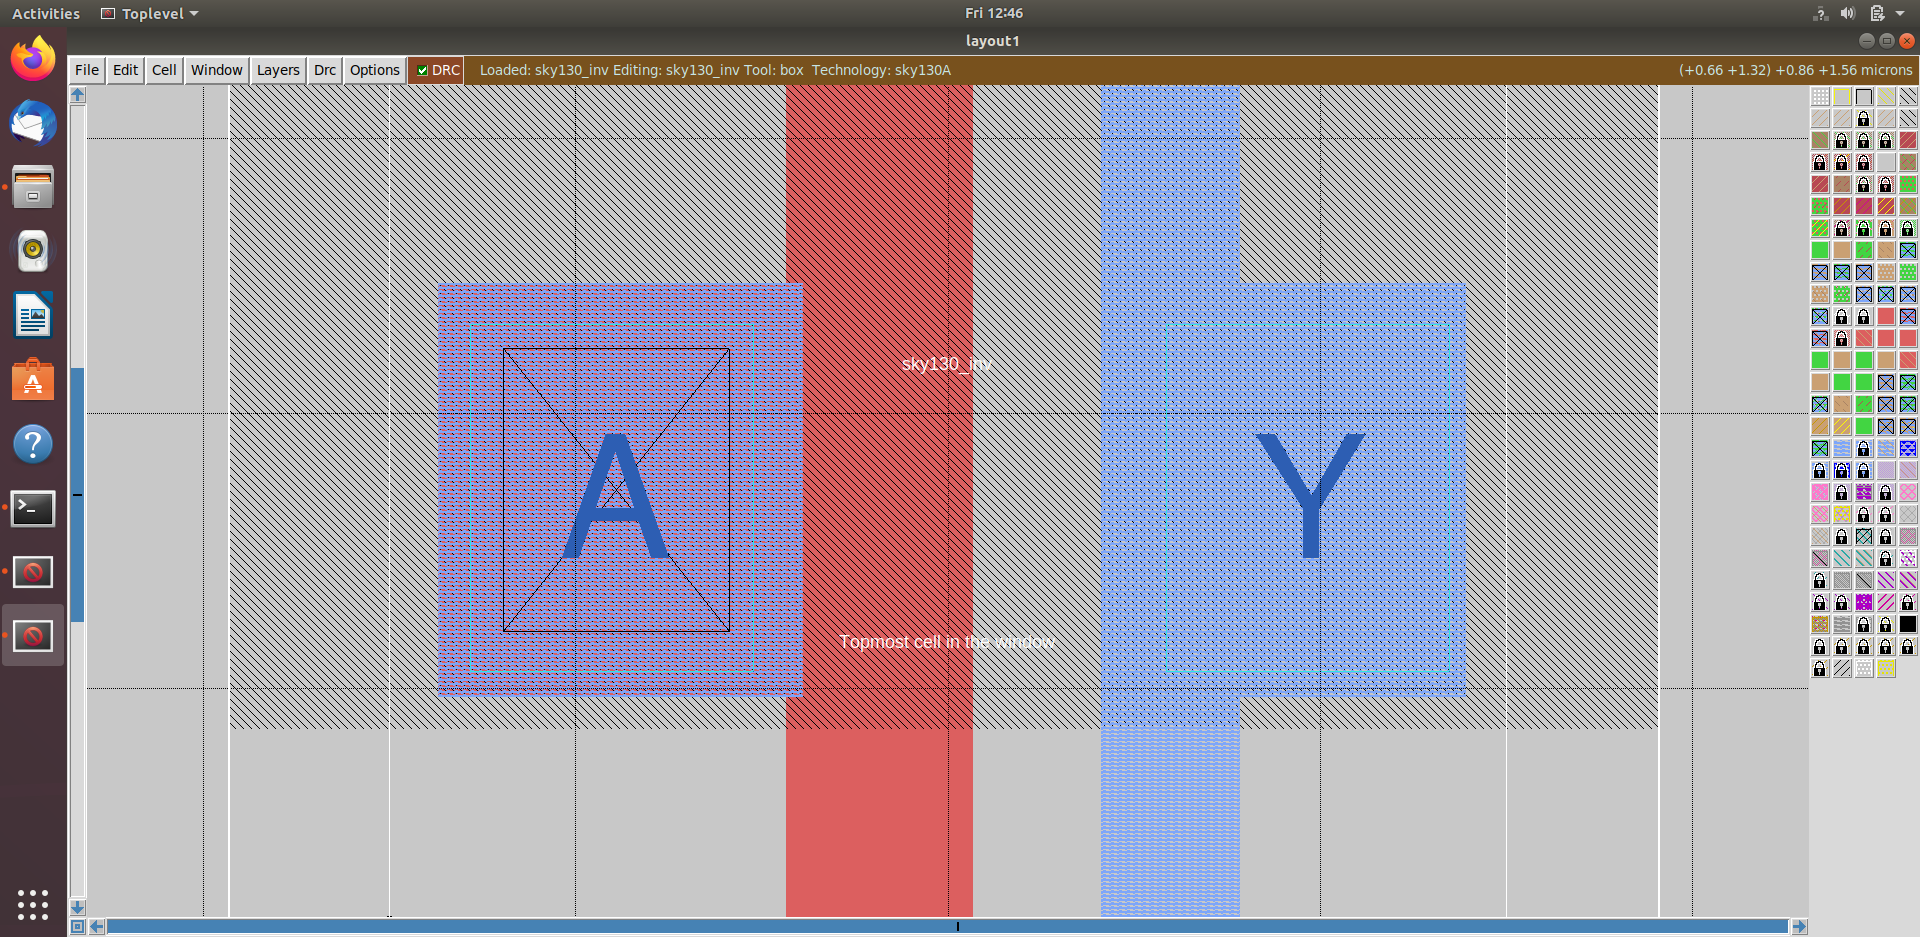 Activities
Toplevel
Fri 12:46
layout1
File Edit Cell Window Layers Drc Options DRC Loaded: sky130_inv Editing: sky130_inv Tool: box Technology: sky130A (+0.66 +1.32) +0.86 +1.56 microns
sky130_inv
A
Y
Topmost cell in the window